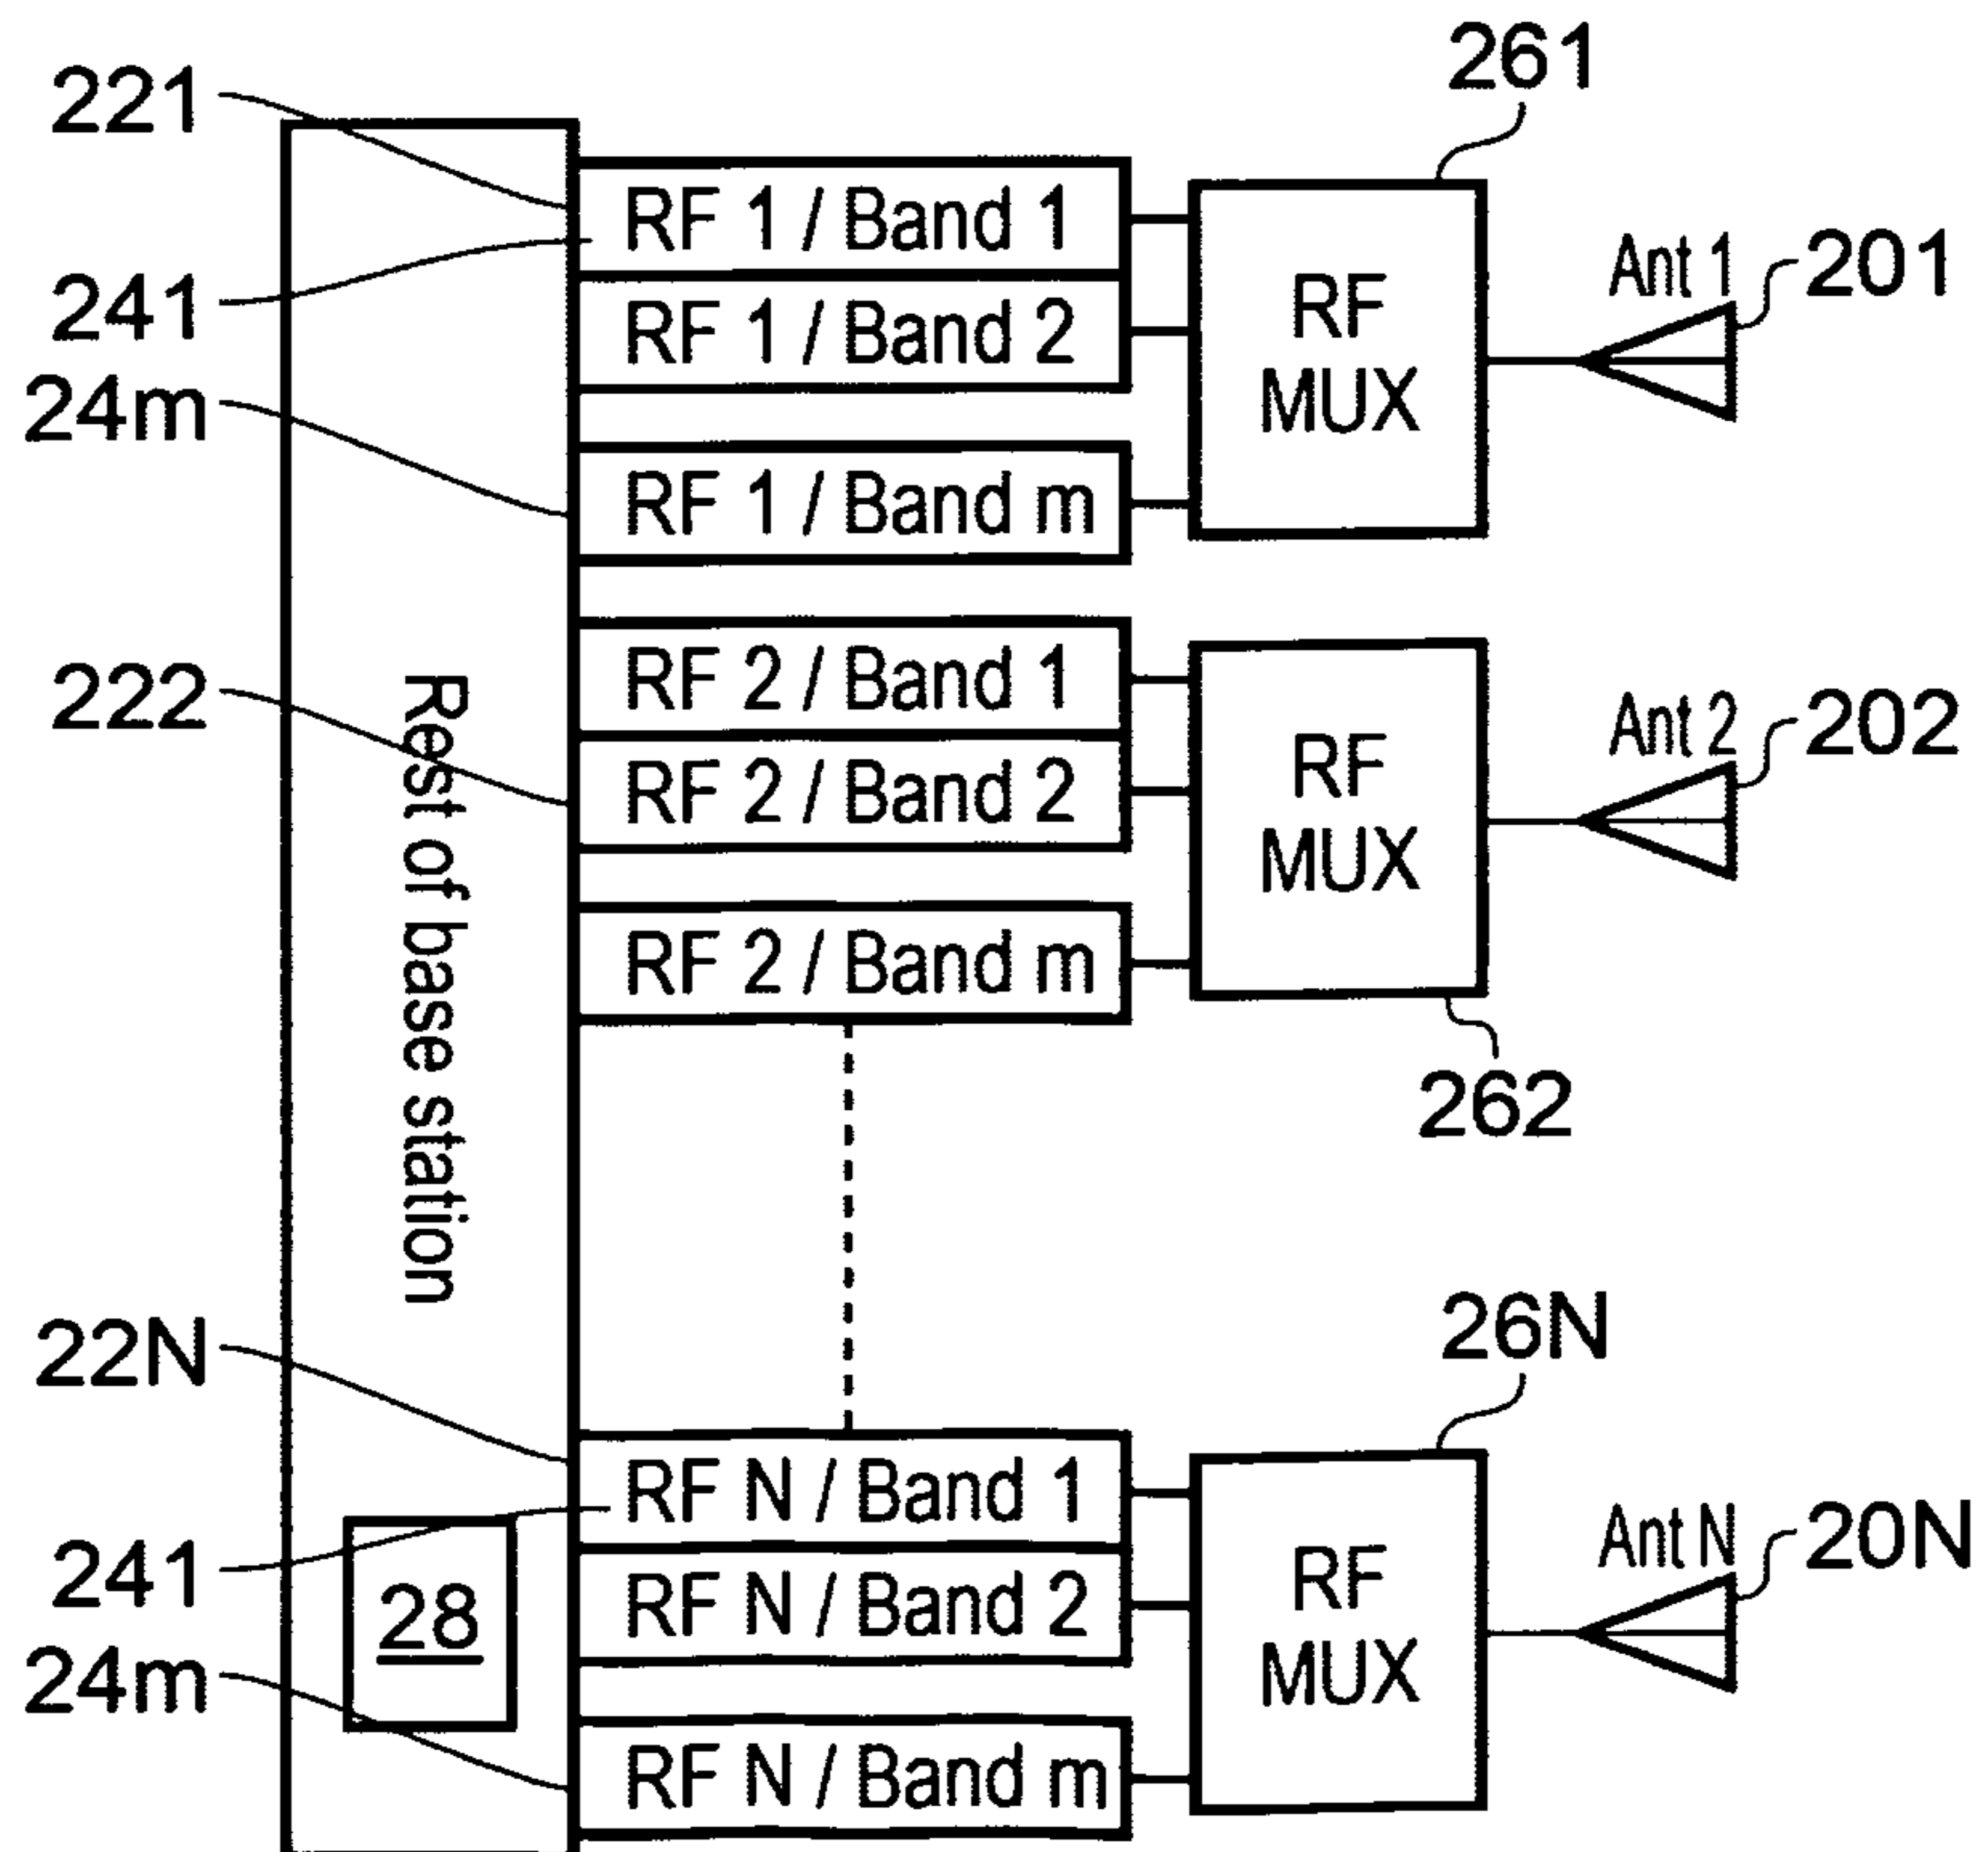 261
221
RF 1 / Band 1
241
RF 1 / Band 2
RF
MUX
Ant 1
201
24m
RF 1 / Band m
222
RF 2 / Band 1
RF 2 / Band 2
RF
MUX
Ant 2
202
RF 2 / Band m
262
Rest of base station
26N
22N
RF N / Band 1
241
RF N / Band 2
RF
MUX
Ant N
20N
28
24m
RF N / Band m